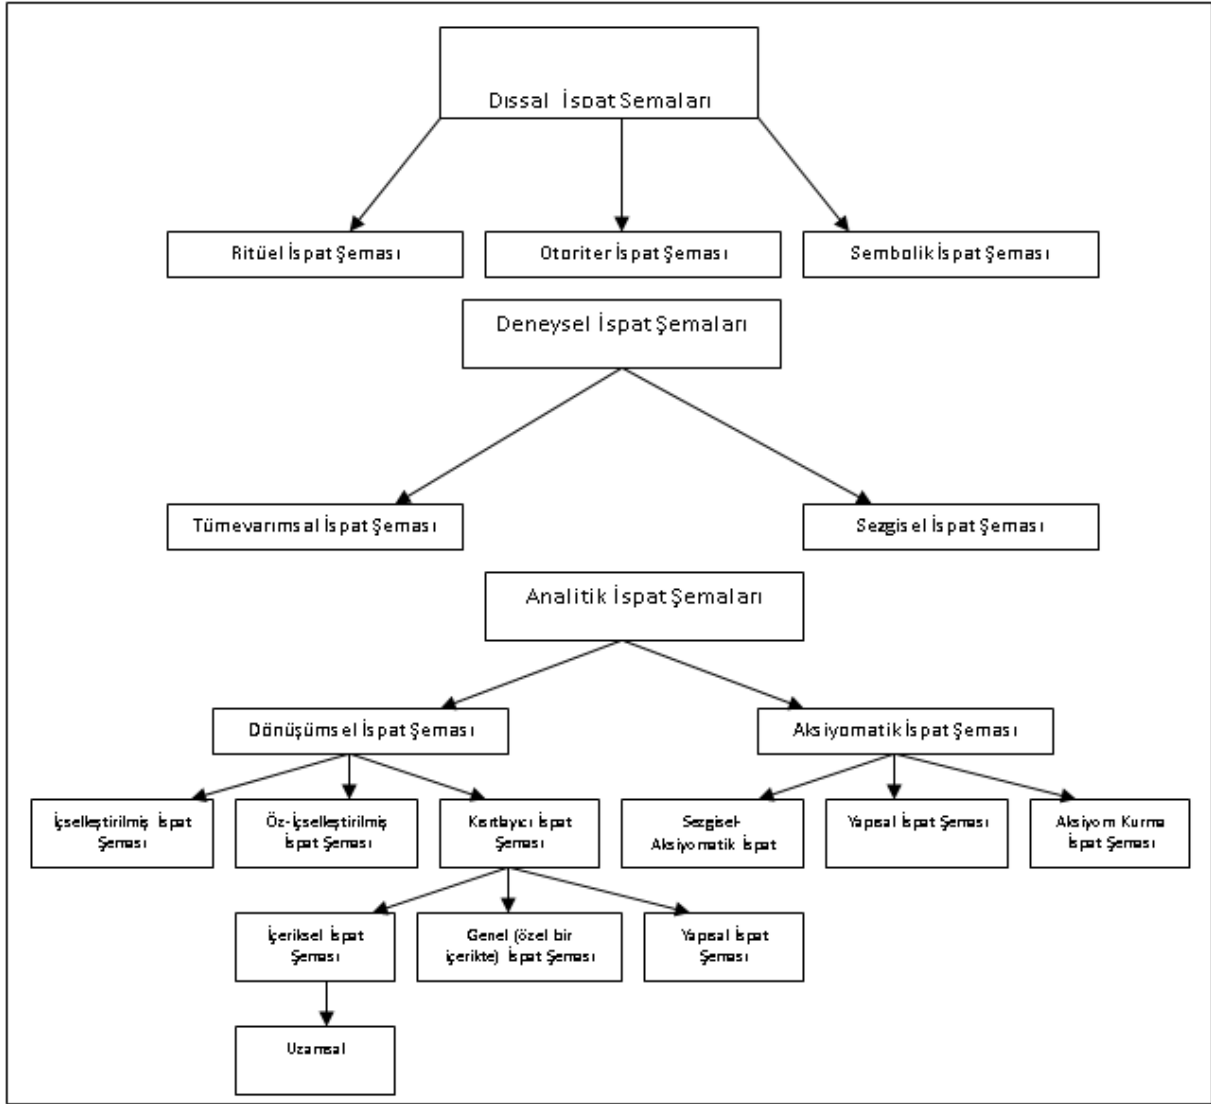 Dışsal İspat Şemaları
Ritüel İspat Şeması
Otoriter İspat Şeması
Sembolik İspat Şeması
Deneysel İspat Şemaları
Tümevarımsal İspat Şeması
Sezgisel İspat Şeması
Analitik İspat Şemaları
Dönüşümsel İspat Şeması
Aksiyomatik İspat Şeması
İçselleştirilmiş İspat
Şeması
Öz-İçselleştirilmiş
İspat Şeması
Kısıtlayıcı İspat
Şeması
Sezgisel-
Aksiyomatik İspat
Yapısal İspat Şeması
Aksiyom Kurma
İspat Şeması
İçeriksel İspat
Şeması
Genel (özel bir
içerikte) İspat Şeması
Yapısal İspat
Şeması
Uzamsal